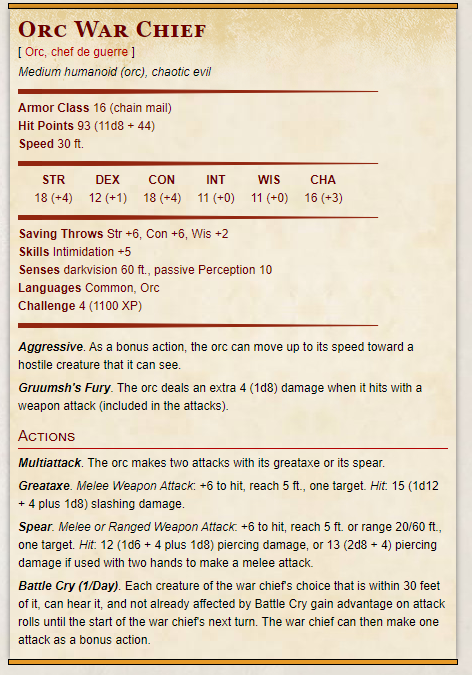 Orc War Chief
[ Orc, chef de guerre ]
Medium humanoid (orc), chaotic evil
Armor Class 16 (chain mail)
Hit Points 93 (11d8 + 44)
Speed 30 ft.
STR DEX CON INT WIS CHA
18 (+4) 12 (+1) 18 (+4) 11 (+0) 11 (+0) 16 (+3)
Saving Throws Str +6, Con +6, Wis +2
Skills Intimidation +5
Senses darkvision 60 ft., passive Perception 10
Languages Common, Orc
Challenge 4 (1100 XP)
Aggressive. As a bonus action, the orc can move up to its speed toward a
hostile creature that it can see.
Gruumsh's Fury. The orc deals an extra 4 (1d8) damage when it hits with a
weapon attack (included in the attacks).
Actions
Multiattack. The orc makes two attacks with its greataxe or its spear.
Greataxe. Melee Weapon Attack: +6 to hit, reach 5 ft., one target. Hit: 15 (1d12
+ 4 plus 1d8) slashing damage.
Spear. Melee or Ranged Weapon Attack: +6 to hit, reach 5 ft. or range 20/60 ft.,
one target. Hit: 12 (1d6 + 4 plus 1d8) piercing damage, or 13 (2d8 + 4) piercing
damage if used with two hands to make a melee attack.
Battle Cry (1/Day). Each creature of the war chief's choice that is within 30 feet
of it, can hear it, and not already affected by Battle Cry gain advantage on attack
rolls until the start of the war chief's next turn. The war chief can then make one
attack as a bonus action.